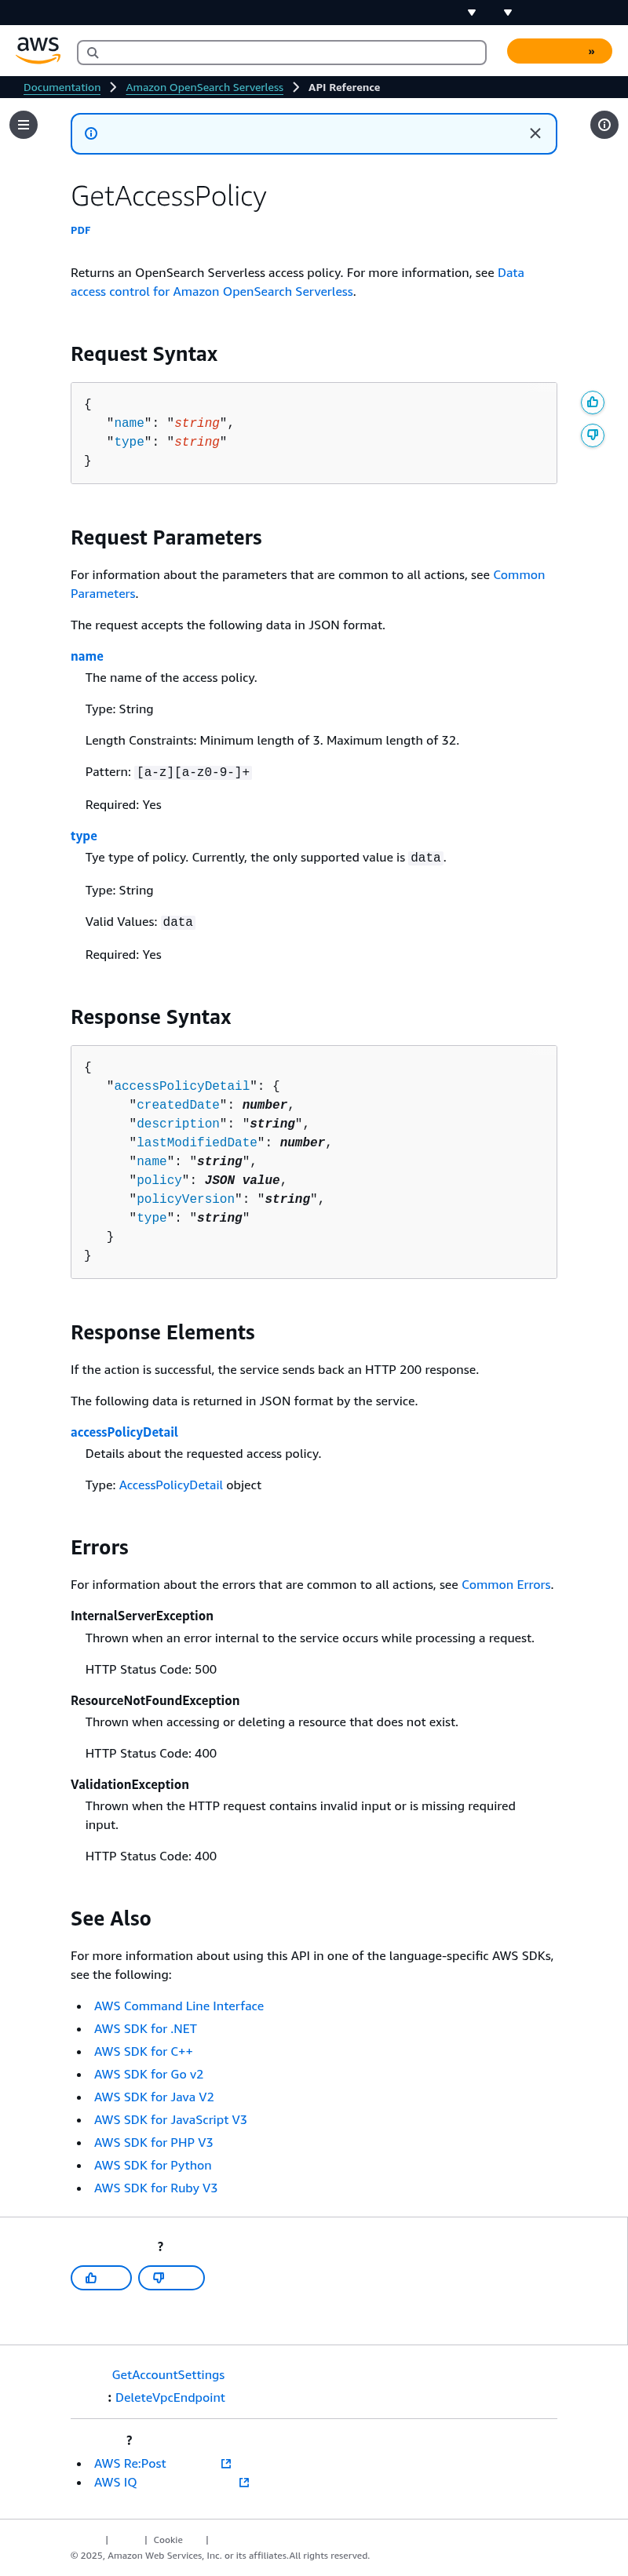 aws
»
Documentation
Amazon OpenSearch Serverless
API Reference
GetAccessPolicy
PDF
Returns an OpenSearch Serverless access policy. For more information, see Data
access control for Amazon OpenSearch Serverless.
Request Syntax
{
"name": "string",
"type": "string"
}
Request Parameters
For information about the parameters that are common to all actions, see Common
Parameters.
The request accepts the following data in JSON format.
name
The name of the access policy.
Type: String
Length Constraints: Minimum length of 3. Maximum length of 32.
Pattern: [a-z][a-z0-9-]+
Required: Yes
type
Tye type of policy. Currently, the only supported value is data.
Type: String
Valid Values: data
Required: Yes
Response Syntax
{
"accessPolicyDetail": {
"createdDate": number,
"description": "string",
"lastModifiedDate": number,
"name": "string",
"policy": JSON value,
"policyVersion": "string",
"type": "string"
}
}
Response Elements
If the action is successful, the service sends back an HTTP 200 response.
The following data is returned in JSON format by the service.
accessPolicyDetail
Details about the requested access policy.
Type: AccessPolicyDetail object
Errors
For information about the errors that are common to all actions, see Common Errors.
InternalServerException
Thrown when an error internal to the service occurs while processing a request.
HTTP Status Code: 500
ResourceNotFoundException
Thrown when accessing or deleting a resource that does not exist.
HTTP Status Code: 400
ValidationException
Thrown when the HTTP request contains invalid input or is missing required
input.
HTTP Status Code: 400
See Also
For more information about using this API in one of the language-specific AWS SDKs,
see the following:
• AWS Command Line Interface
• AWS SDK for .NET
• AWS SDK for C++
• AWS SDK for Go v2
• AWS SDK for Java V2
• AWS SDK for JavaScript V3
• AWS SDK for PHP V3
• AWS SDK for Python
• AWS SDK for Ruby V3
?
GetAccountSettings
: DeleteVpcEndpoint
?
• AWS Re:Post
• AWS IQ
| | Cookie |
© 2025, Amazon Web Services, Inc. or its affiliates.All rights reserved.